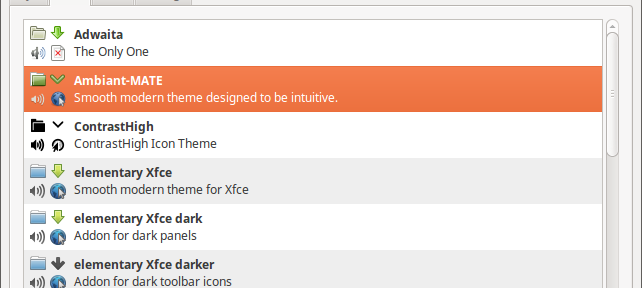 Adwaita
The Only One
Ambiant-MATE
Smooth modern theme designed to be intuitive.
ContrastHigh
ContrastHigh Icon Theme
elementary Xfce
Smooth modern theme for Xfce
elementary Xfce dark
Addon for dark panels
elementary Xfce darker
Addon for dark toolbar icons